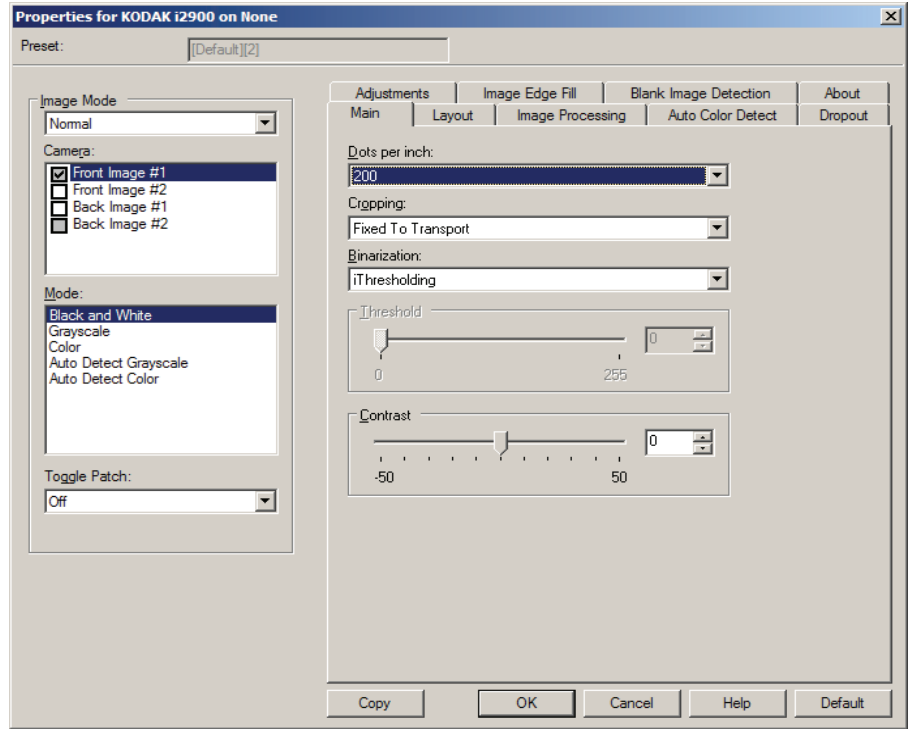 Properties for KODAK i2900 on None
Preset: [Default][2]
Image Mode
Normal
Camera:
Front Image #1
Front Image #2
Back Image #1
Back Image #2
Mode:
Black and White
Grayscale
Color
Auto Detect Grayscale
Auto Detect Color
Toggle Patch:
Off
Adjustments Image Edge Fill Blank Image Detection About
Main Layout Image Processing Auto Color Detect Dropout
Dots per inch:
200
Cropping:
Fixed To Transport
Binarization:
iThresholding
Threshold
0
0 255
Contrast
0
-50 50
Copy OK Cancel Help Default